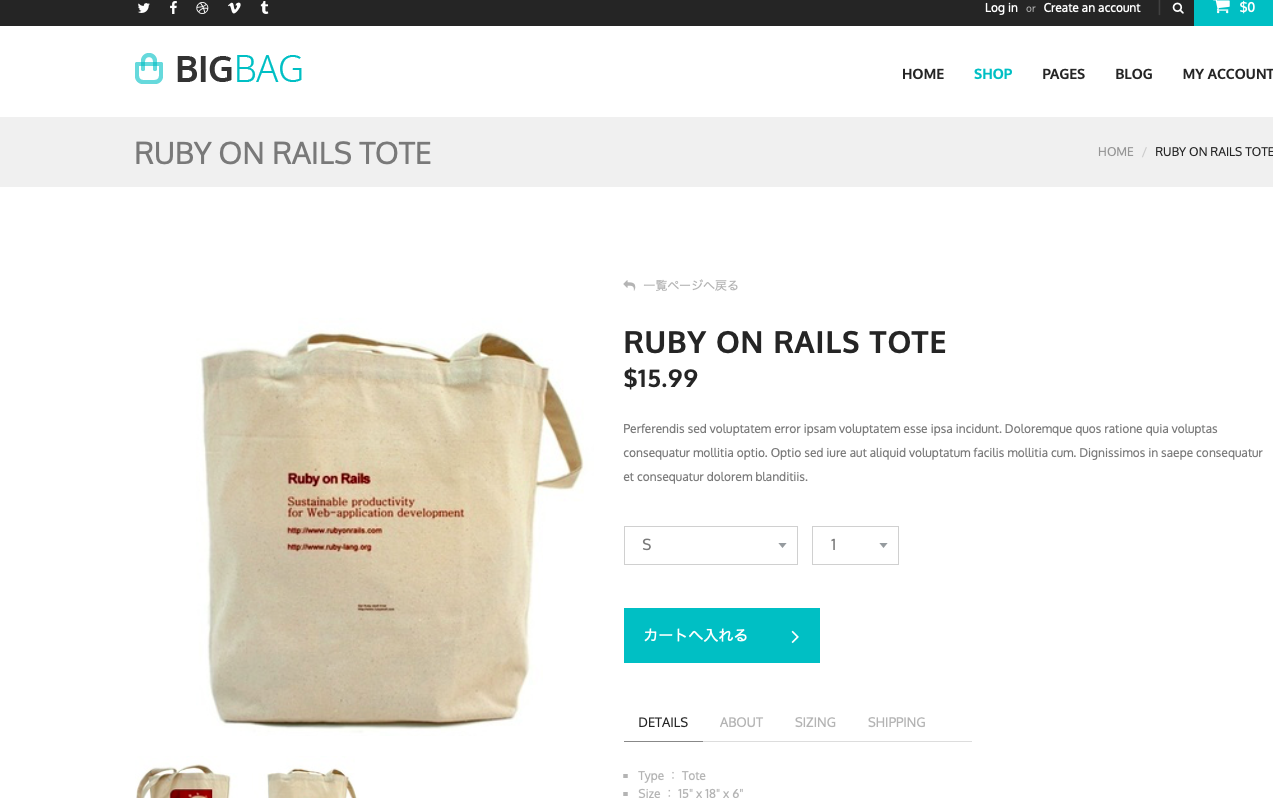 Log in or Create an account $0
BIGBAG
HOME SHOP PAGES BLOG MY ACCOUNT
RUBY ON RAILS TOTE
HOME / RUBY ON RAILS TOTE
一覧ページへ戻る
RUBY ON RAILS TOTE
$15.99
Perferendis sed voluptatem error ipsam voluptatem esse ipsa incidunt. Doloremque quos ratione quia voluptas
consequatur mollitia optio. Optio sed iure aut aliquid voluptatum facilis mollitia cum. Dignissimos in saepe consequatur
et consequatur dolorem blanditiis.
Ruby on Rails
Sustainable productivity
for Web-application development
http://www.rubyonrails.com
http://www.ruby-lang.org
S 1
カートへ入れる
DETAILS ABOUT SIZING SHIPPING
Type ： Tote
Size ： 15" x 18" x 6"